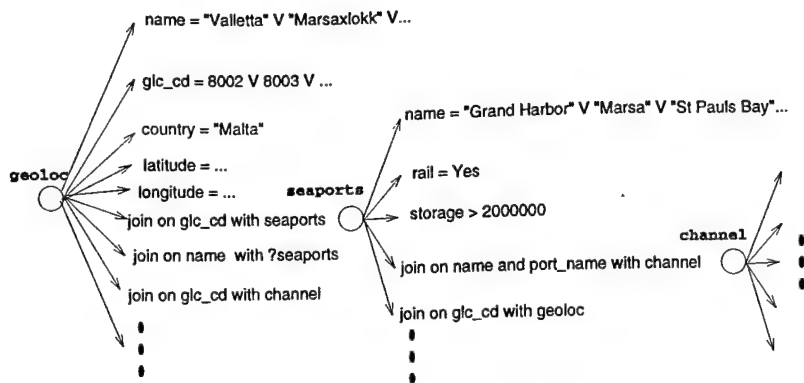 name = "Valletta" V "Marsaxlokk" V...
glc_cd = 8002 V 8003 V ...
country = "Malta"
geoloc
latitude = ...
longitude = ...
join on glc_cd with seaports
join on name with ?seaports
join on glc_cd with channel
name = "Grand Harbor" V "Marsa" V "St Pauls Bay"...
rail = Yes
seaports
storage > 2000000
join on name and port_name with channel
join on glc_cd with geoloc
channel